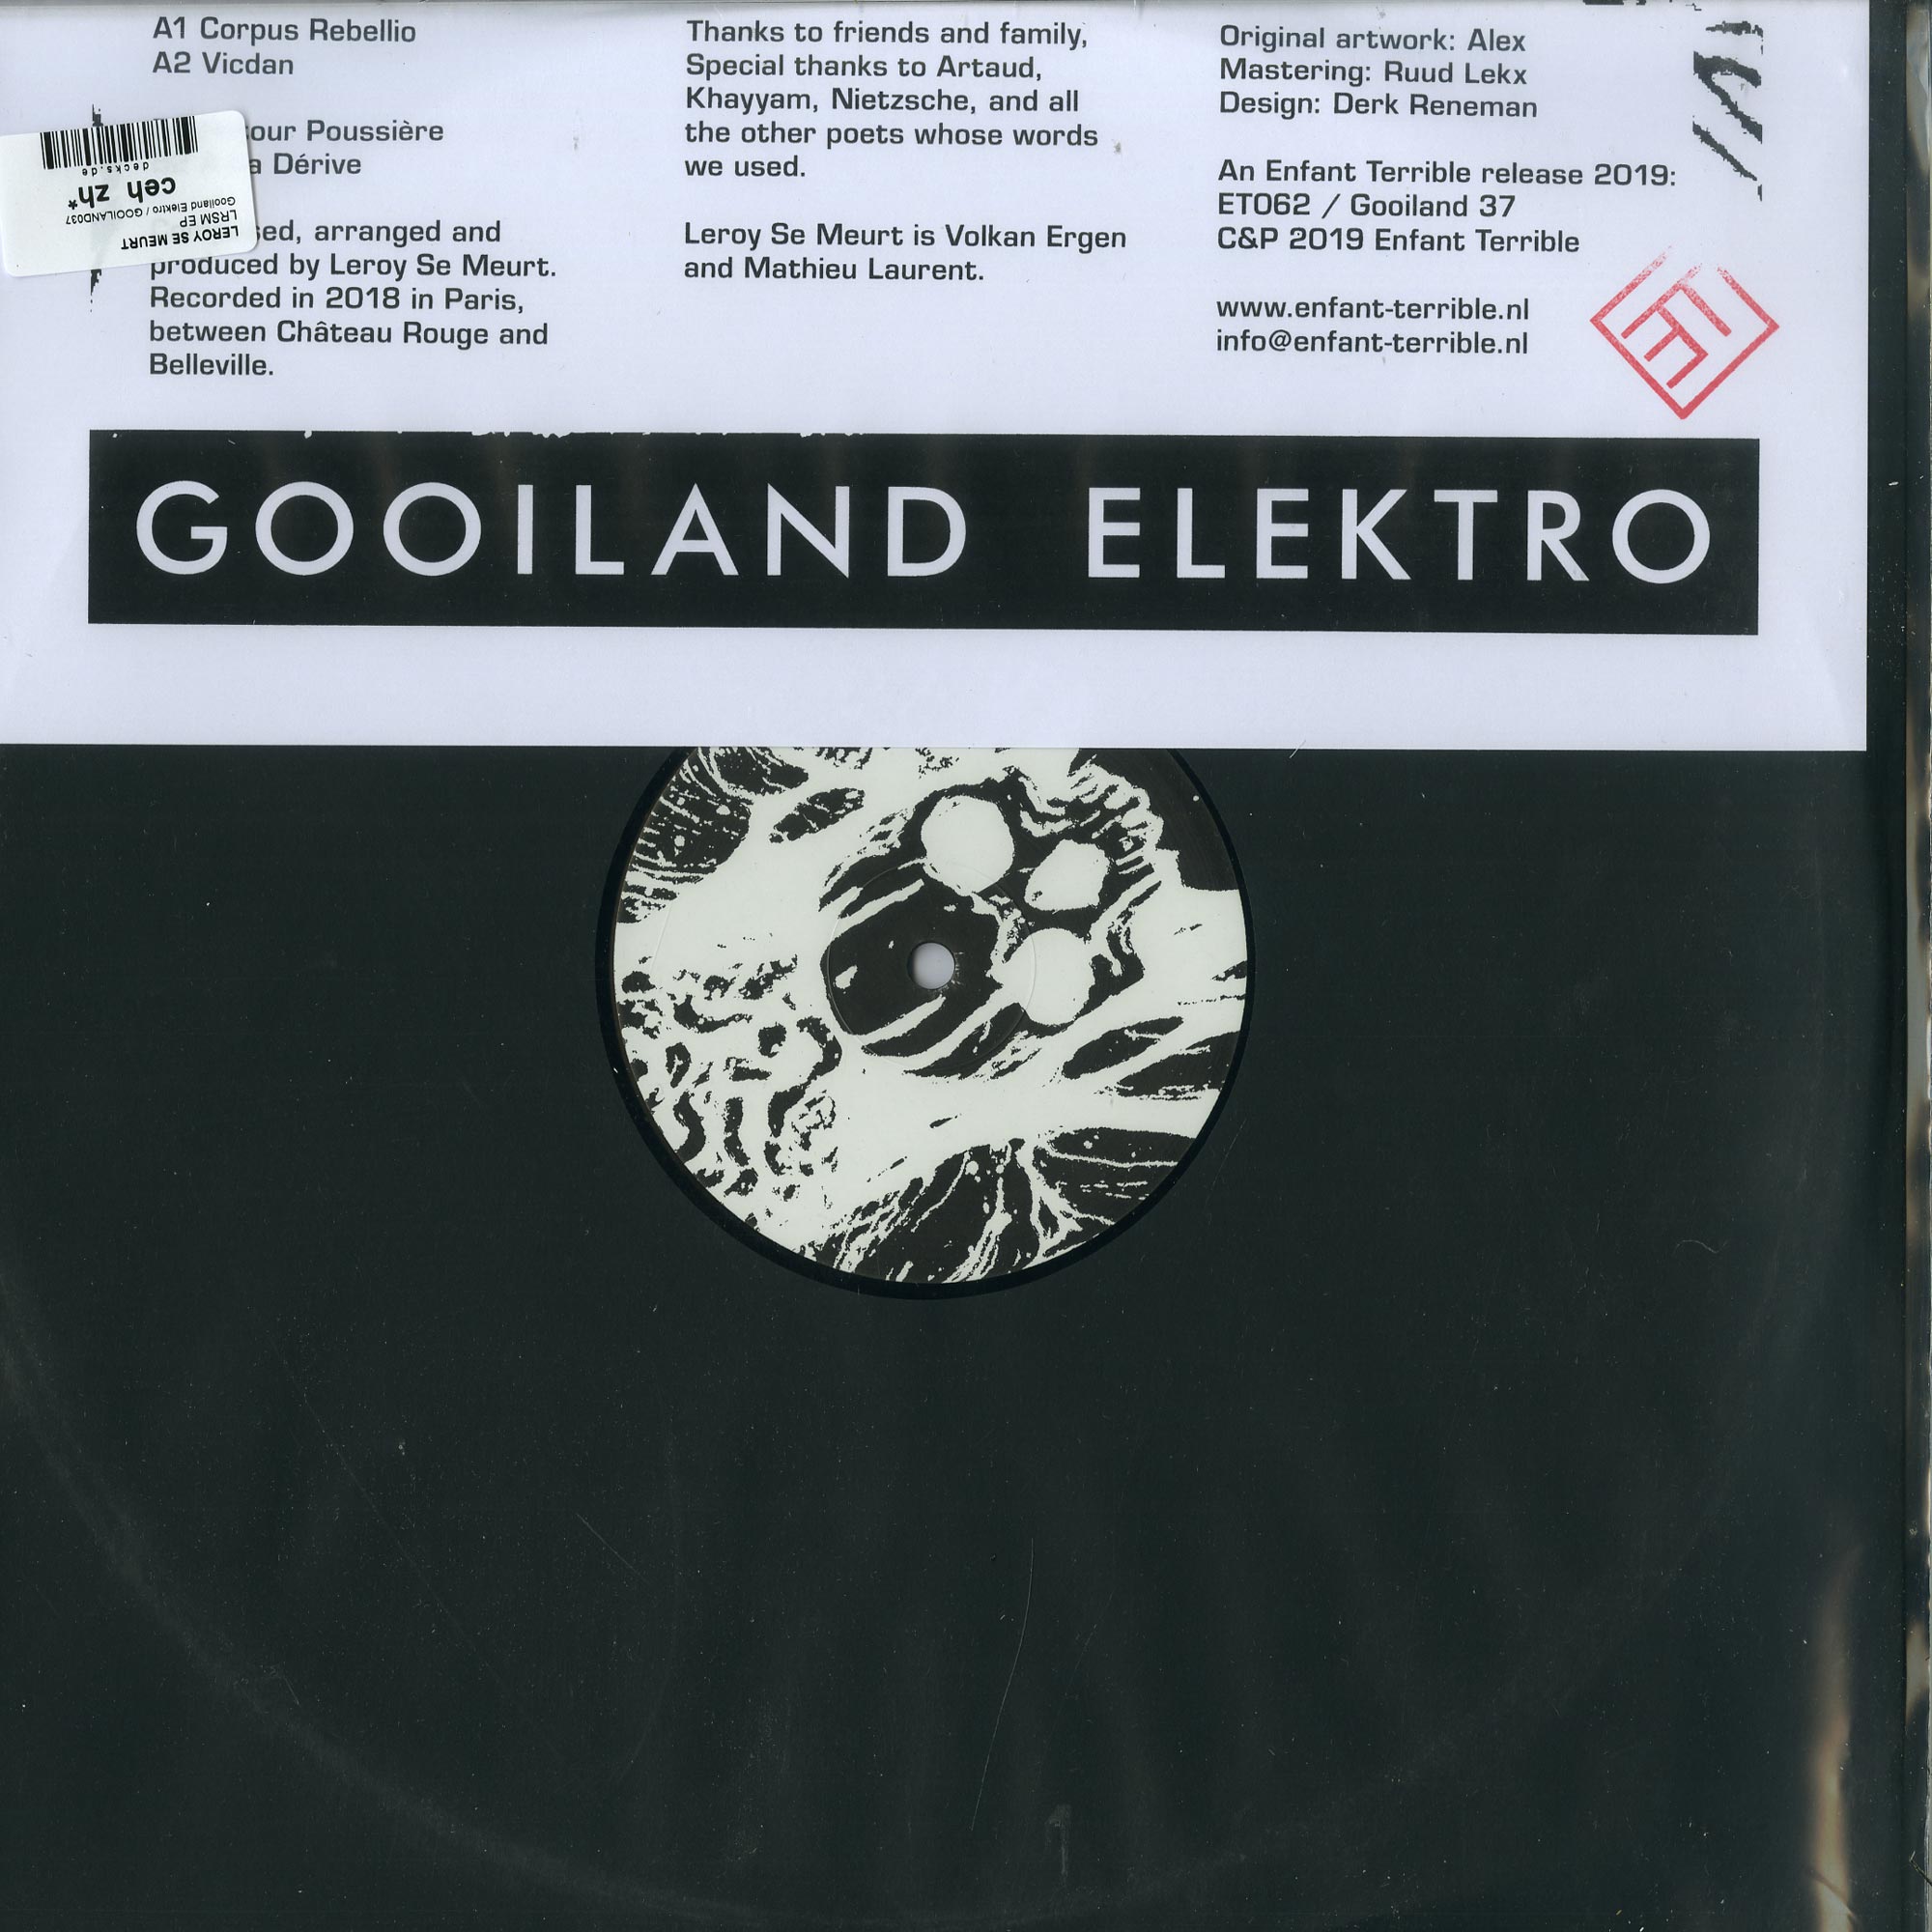 A1 Corpus Rebellio
A2 Vicdan
our Poussière
a Dérive
sed, arranged and
produced by Leroy Se Meurt.
Recorded in 2018 in Paris,
between Château Rouge and
Belleville.
Thanks to friends and family,
Special thanks to Artaud,
Khayyam, Nietzsche, and all
the other poets whose words
we used.
Leroy Se Meurt is Volkan Ergen
and Mathieu Laurent.
Original artwork: Alex
Mastering: Ruud Lekx
Design: Derk Reneman
An Enfant Terrible release 2019:
ET062 / Gooiland 37
C&P 2019 Enfant Terrible
www.enfant-terrible.nl
info@enfant-terrible.nl
LEROY SE MEURT
LRSM EP
Gooiland Elektro / GOOILAND037
ceh zh*
decks.de
GOOILAND ELEKTRO